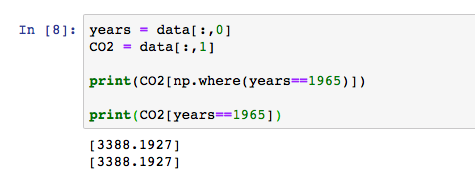 In [8]: years = data[:,0]
CO2 = data[:,1]
print(CO2[np.where(years==1965)])
print(CO2[years==1965])
[3388.1927]
[3388.1927]